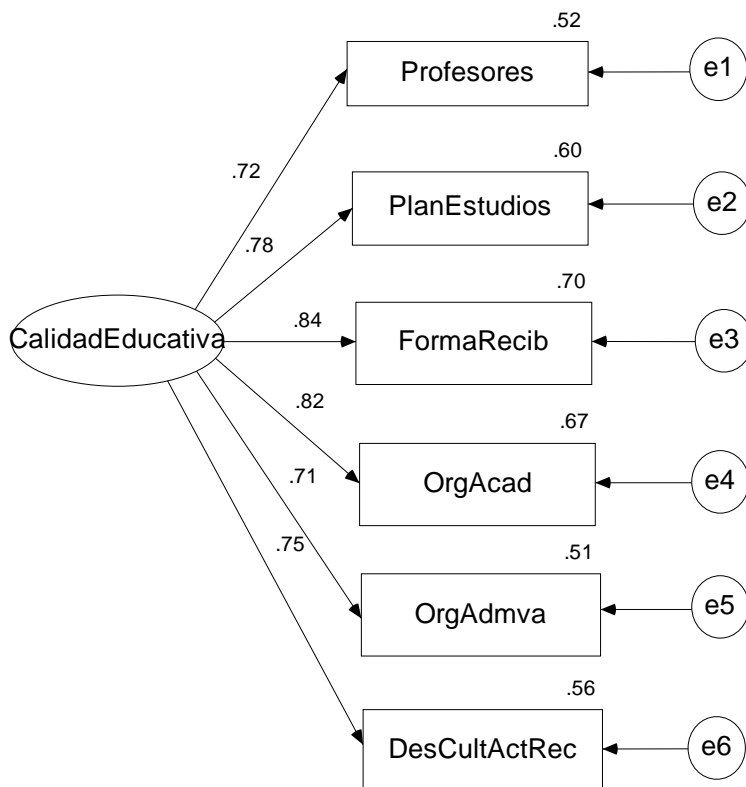 .52
Profesores
e1
.72
.60
PlanEstudios
e2
.78
.70
CalidadEducativa
.84
FormaRecib
e3
.82
.67
OrgAcad
e4
.71
.75
.51
OrgAdmva
e5
.56
DesCultActRec
e6